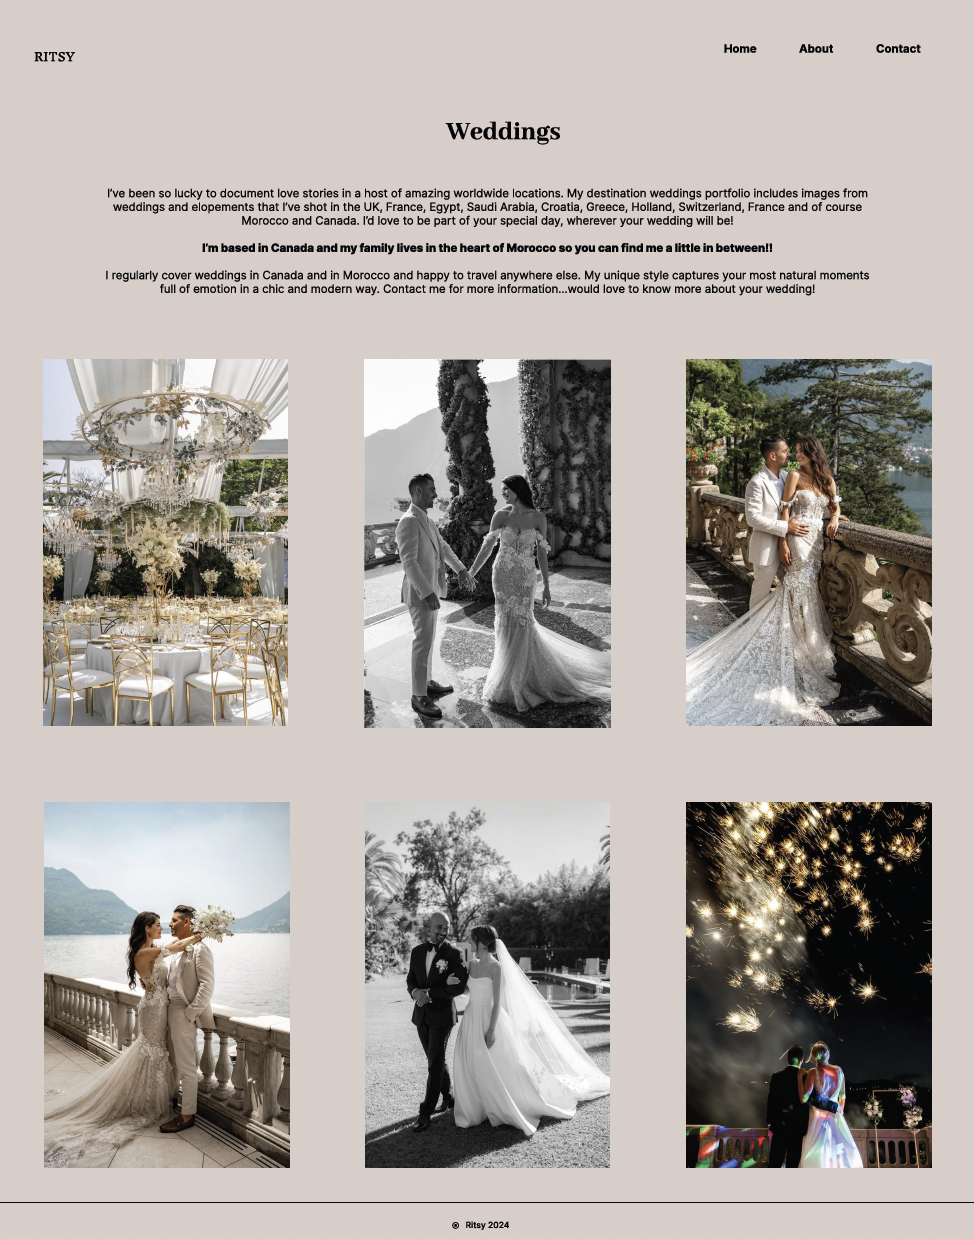 RITSY
Home About Contact
Weddings
I've been so lucky to document love stories in a host of amazing worldwide locations. My destination weddings portfolio includes images from
weddings and elopements that I've shot in the UK, France, Egypt, Saudi Arabia, Croatia, Greece, Holland, Switzerland, France and of course
Morocco and Canada. I'd love to be part of your special day, wherever your wedding will be!
I'm based in Canada and my family lives in the heart of Morocco so you can find me a little in between!!
I regularly cover weddings in Canada and in Morocco and happy to travel anywhere else. My unique style captures your most natural moments
full of emotion in a chic and modern way. Contact me for more information...would love to know more about your wedding!
© Ritsy 2024